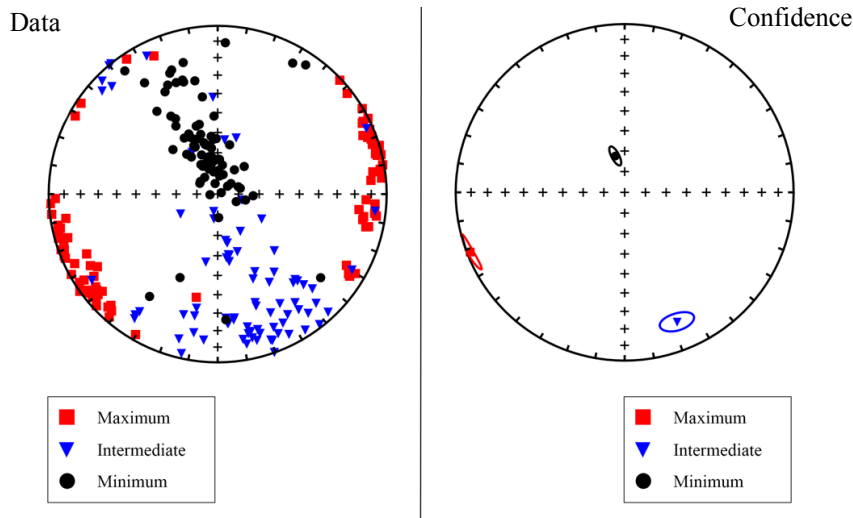 Data
Confidence
Maximum
Intermediate
Minimum
Maximum
Intermediate
Minimum